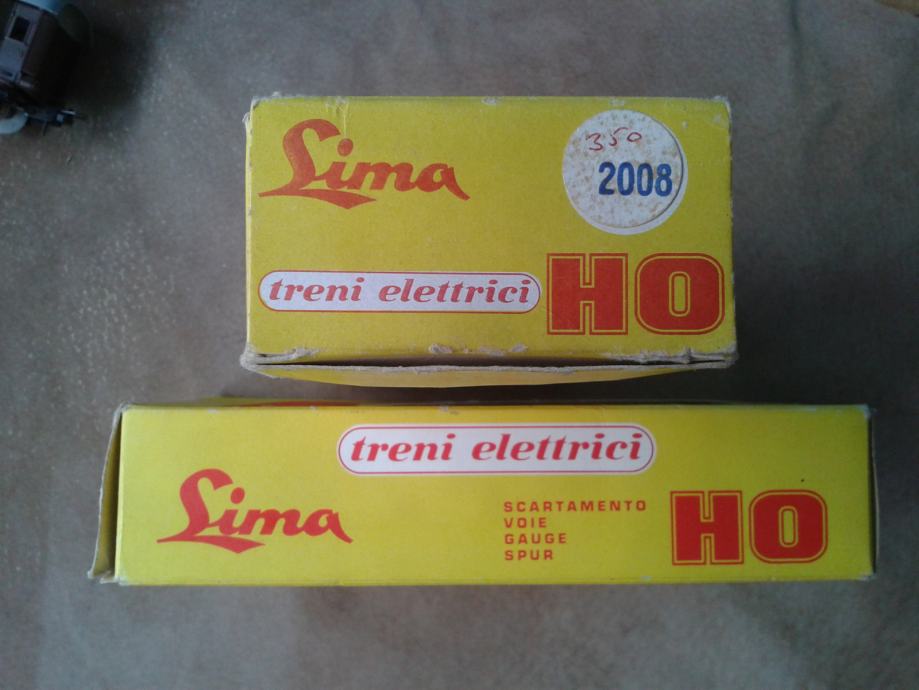 Lima
350
2008
treni elettrici
HO
treni elettrici
Lima
SCARTAMENTO
VOIE
GAUGE
SPUR
HO